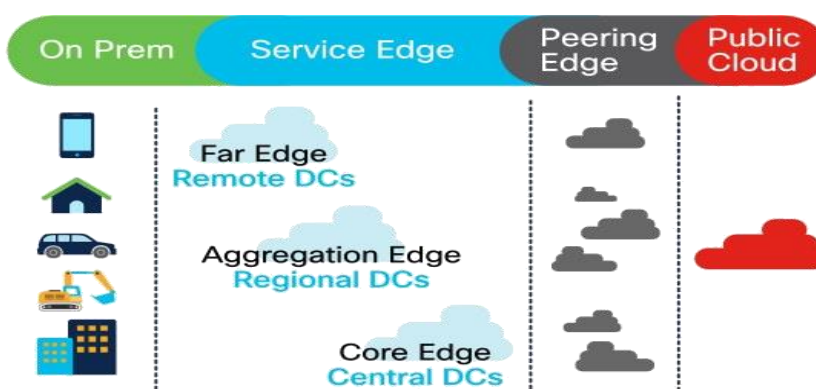 On Prem
Service Edge
Peering
Edge
Public
Cloud
Far Edge
Remote DCs
Aggregation Edge
Regional DCs
Core Edge
Central DCs